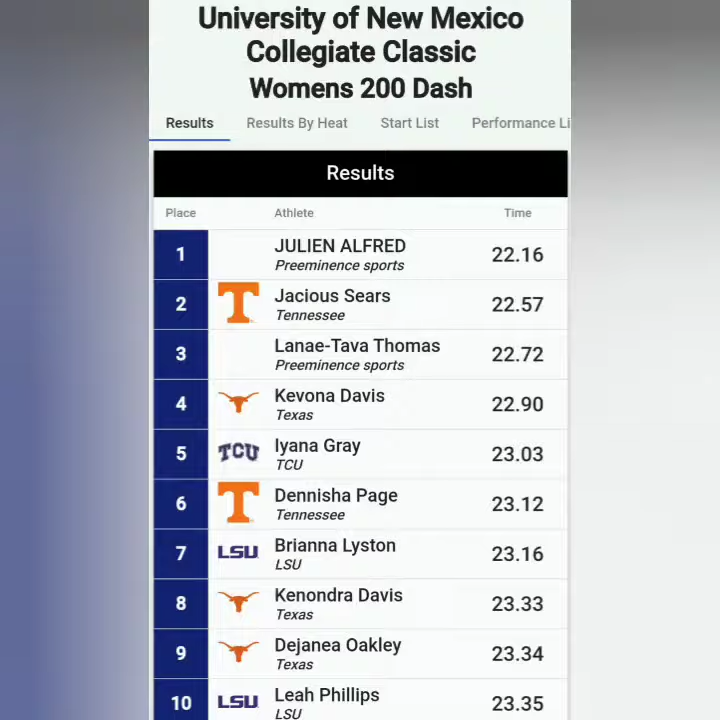 University of New Mexico
Collegiate Classic
Womens 200 Dash
Results Results By Heat Start List Performance Li
Results
Place Athlete Time
1 JULIEN ALFRED 22.16
Preeminence sports
2 T Jacious Sears 22.57
Tennessee
3 Lanae-Tava Thomas 22.72
Preeminence sports
4 Kevona Davis 22.90
Texas
5 TCU Iyana Gray 23.03
TCU
6 T Dennisha Page 23.12
Tennessee
7 LSU Brianna Lyston 23.16
LSU
8 Kenondra Davis 23.33
Texas
9 Dejanea Oakley 23.34
Texas
10 LSU Leah Phillips 23.35
LSU